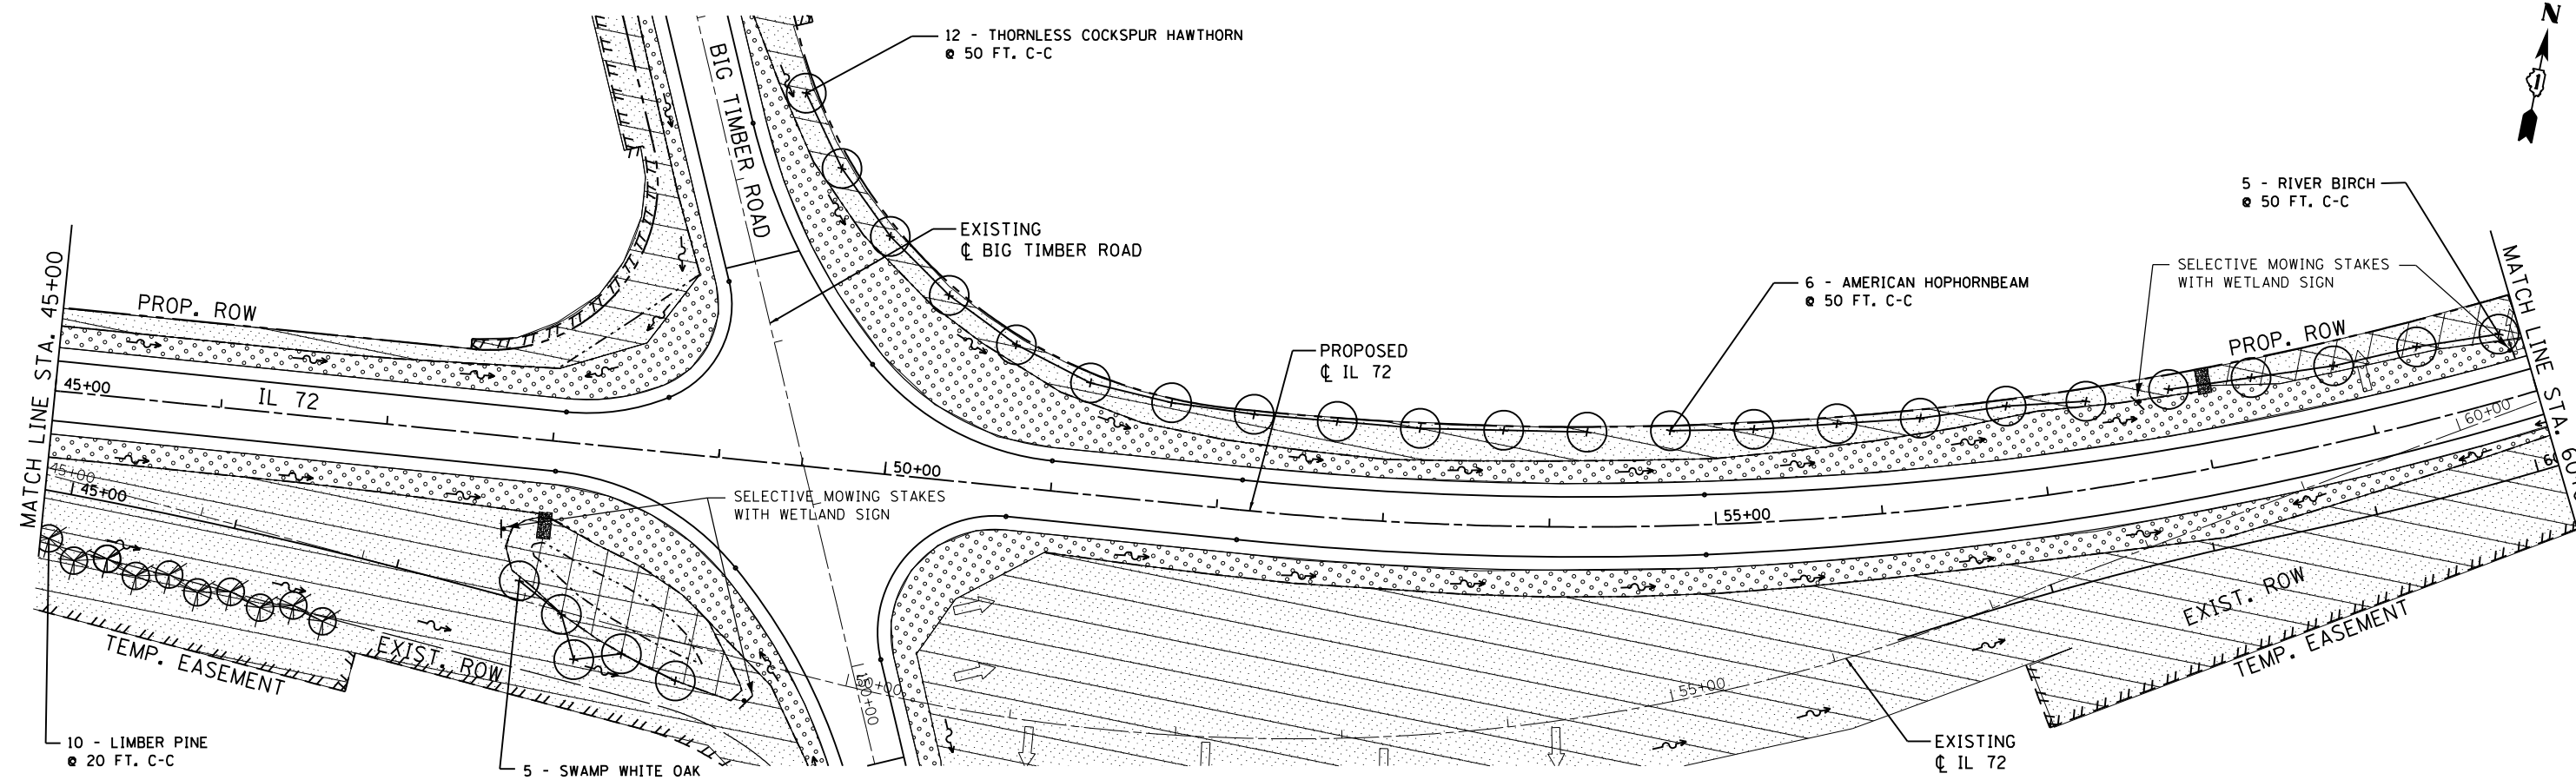 12 - THORNLESS COCKSPUR HAWTHORN
@ 50 FT. C-C
N
1
BIG TIMBER ROAD
5 - RIVER BIRCH
@ 50 FT. C-C
EXISTING
℄ BIG TIMBER ROAD
SELECTIVE MOWING STAKES
WITH WETLAND SIGN
6 - AMERICAN HOPHORNBEAM
@ 50 FT. C-C
MATCH LINE STA. 45+00
PROP. ROW
PROP. ROW
MATCH LINE STA. 60
PROPOSED
℄ IL 72
45+00
IL 72
60+00
50+00
45+00
45+00
SELECTIVE MOWING STAKES
WITH WETLAND SIGN
55+00
EXIST. ROW
TEMP. EASEMENT
EXIST. ROW
TEMP. EASEMENT
50+00
150+00
55+00
10 - LIMBER PINE
@ 20 FT. C-C
5 - SWAMP WHITE OAK
EXISTING
℄ IL 72